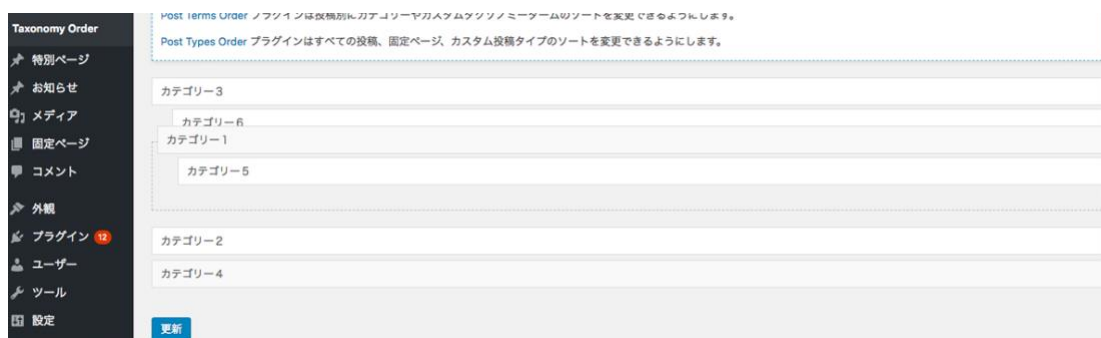 Taxonomy Order
特別ページ
お知らせ
メディア
固定ページ
コメント
外観
プラグイン 12
ユーザー
ツール
設定
Post Terms Order プラグインは投稿別にカテゴリーやカスタムタクソノミータームのソートを変更できるようにします。
Post Types Order プラグインはすべての投稿、固定ページ、カスタム投稿タイプのソートを変更できるようにします。
カテゴリー3
カテゴリー6
カテゴリー1
カテゴリー5
カテゴリー2
カテゴリー4
更新